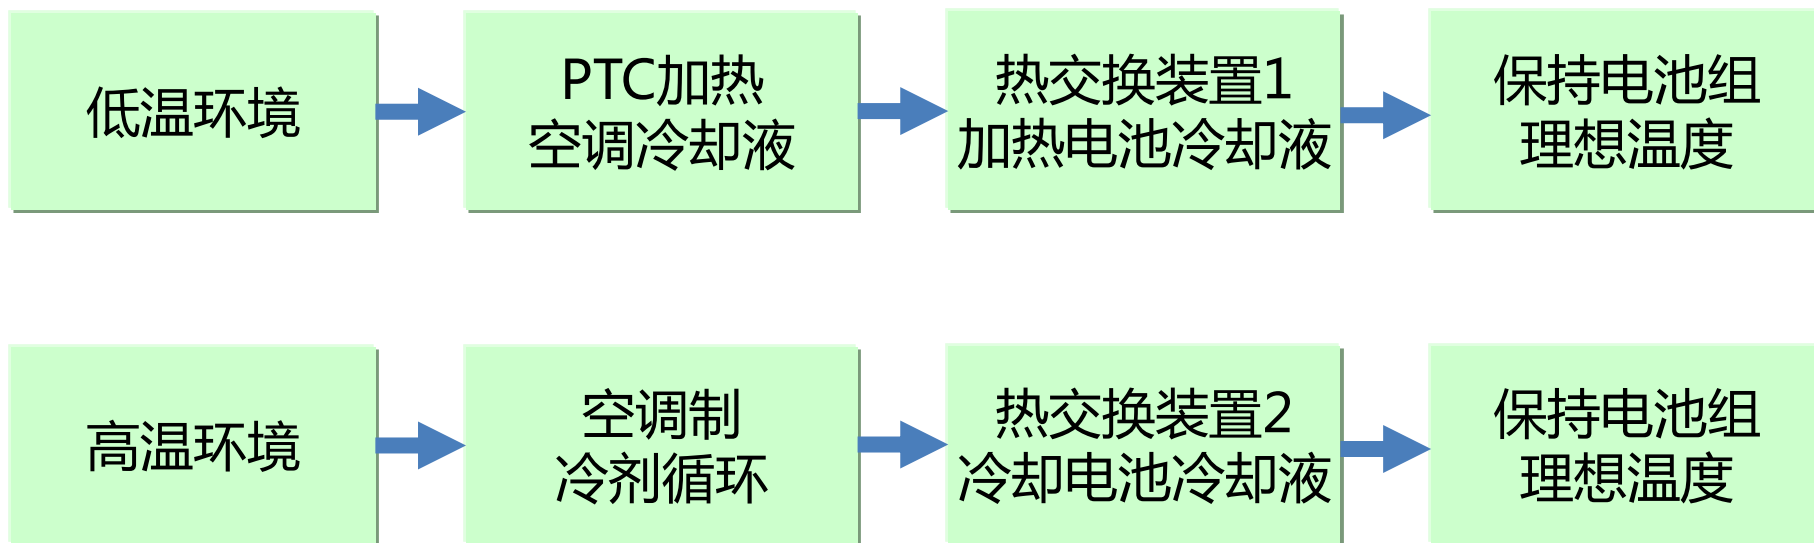 低温环境
PTC加热
空调冷却液
热交换装置1
加热电池冷却液
保持电池组
理想温度
高温环境
空调制
冷剂循环
热交换装置2
冷却电池冷却液
保持电池组
理想温度